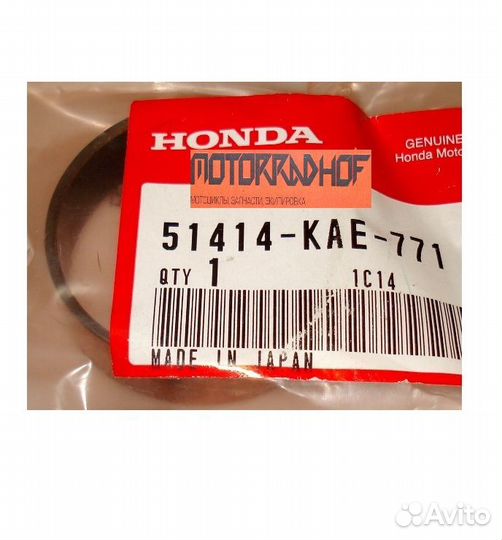 HONDA
GENUINE
Honda Moto
MOTORRADHOF
МОТОЦИКЛЫ, ЗАПЧАСТИ, ЭКИПИРОВКА
51414-KAE-771
QTY 1 1C14
MADE IN JAPAN
Avito